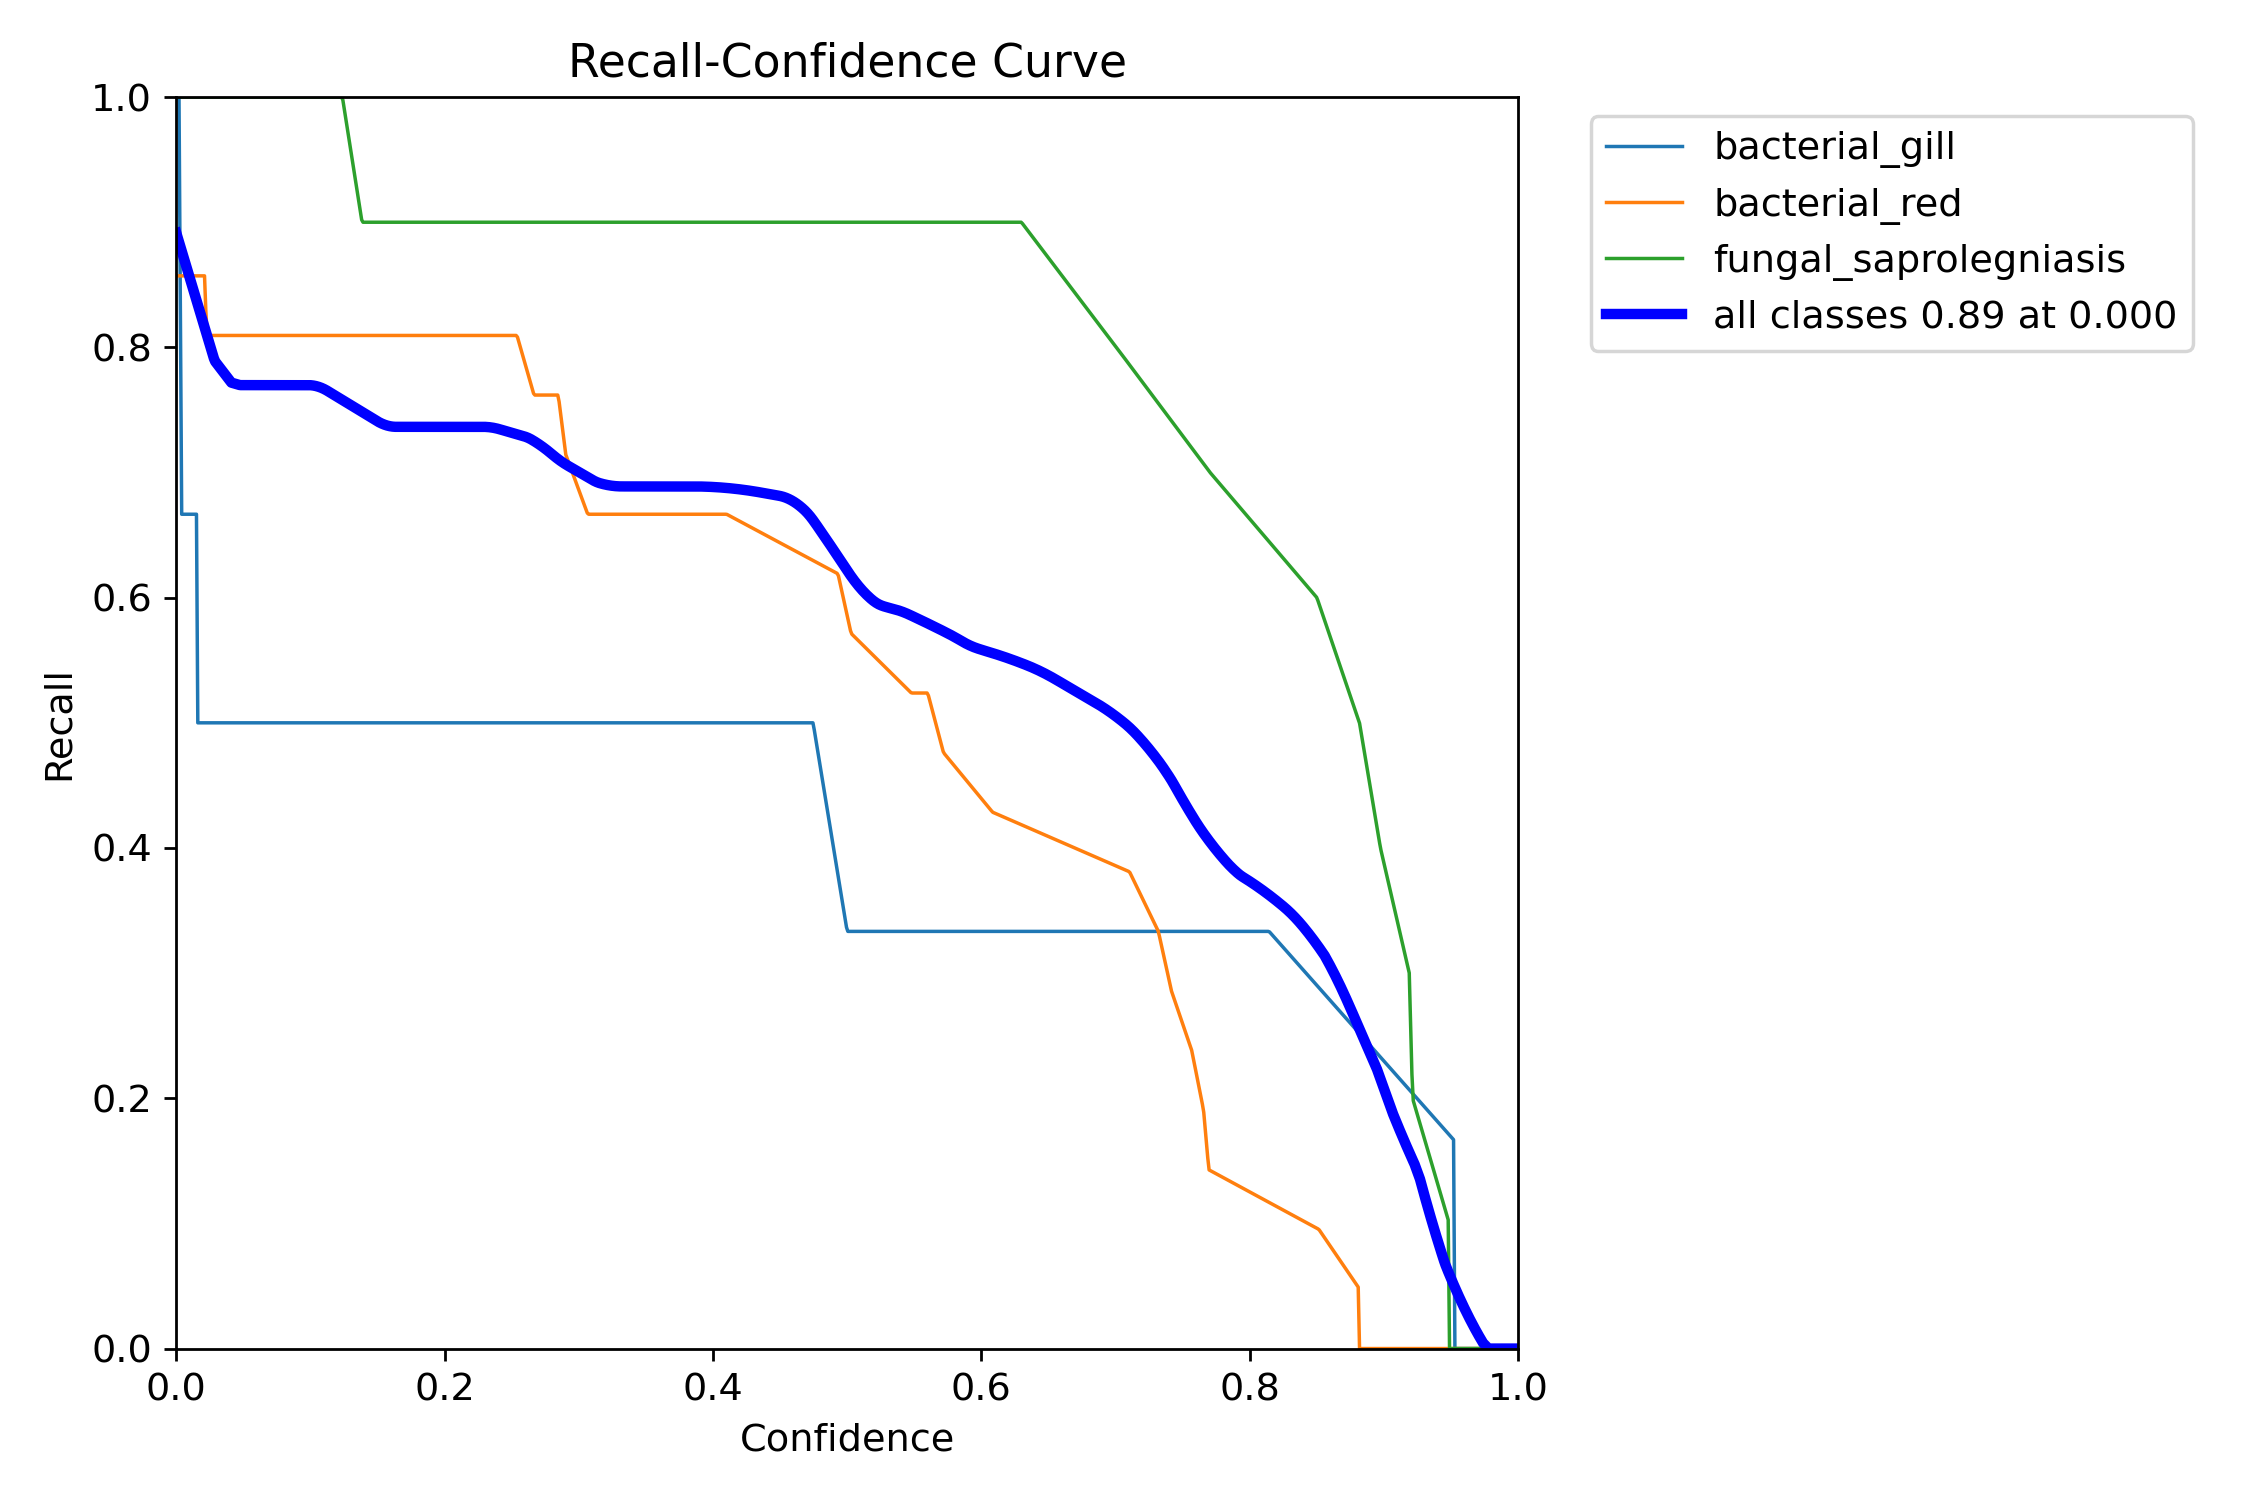 Recall-Confidence Curve
1.0
0.8
0.6
0.4
0.2
0.0
Recall
0.0 0.2 0.4 0.6 0.8 1.0
Confidence
bacterial_gill
bacterial_red
fungal_saprolegniasis
all classes 0.89 at 0.000